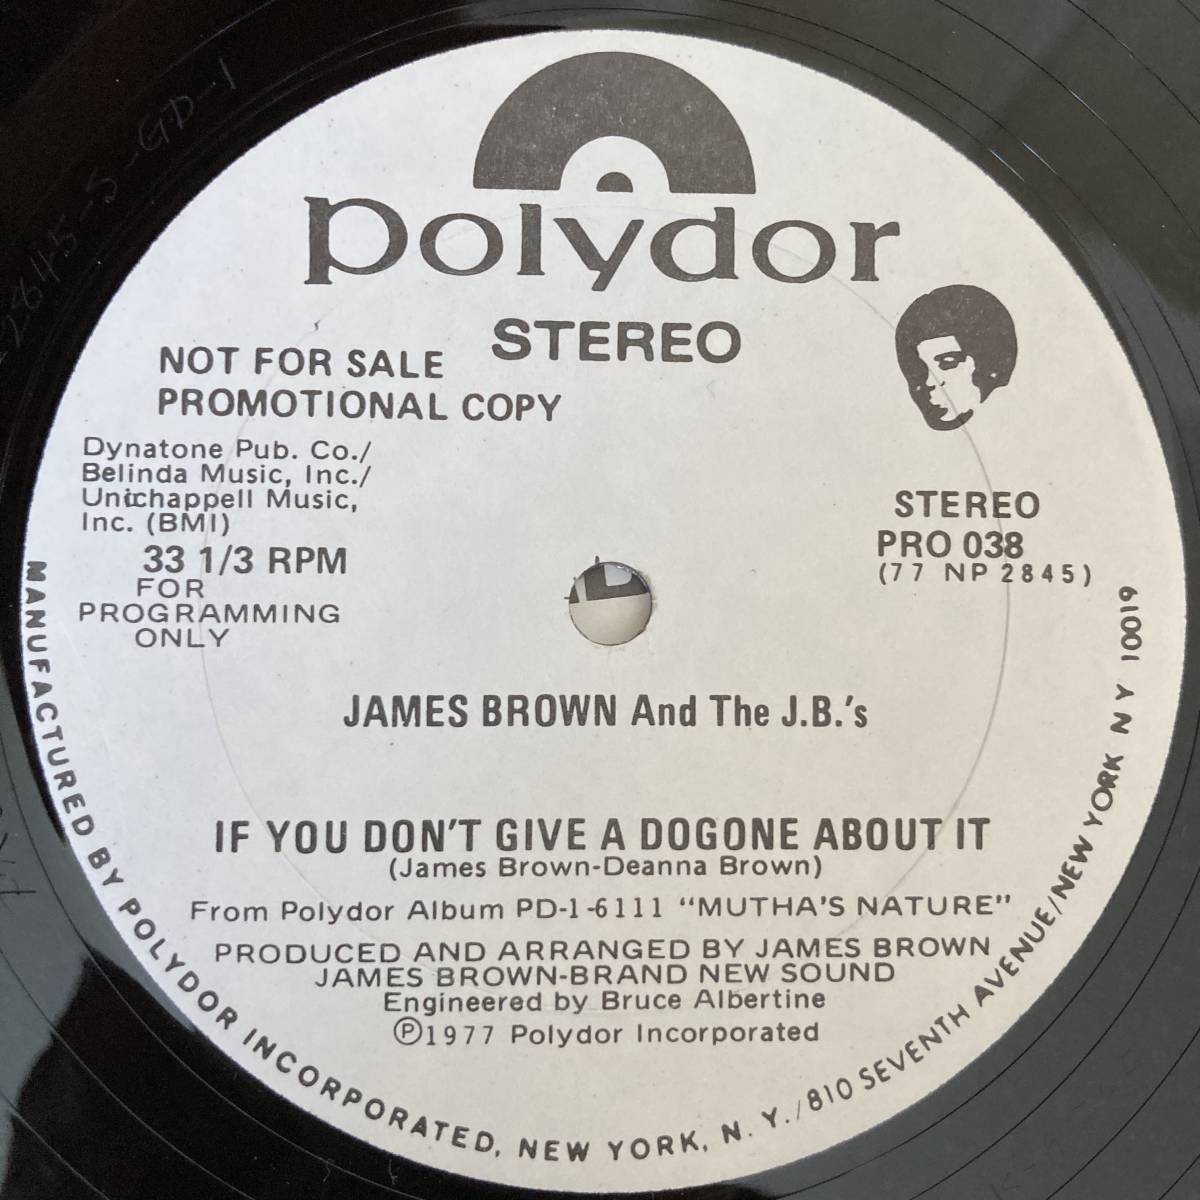 polydor
STEREO
NOT FOR SALE
PROMOTIONAL COPY
Dynatone Pub. Co./
Belinda Music, Inc./
Unichappell Music,
Inc. (BMI)
33 1/3 RPM
FOR
PROGRAMMING
ONLY
STEREO
PRO 038
(77 NP 2845)
JAMES BROWN And The J.B.'s
IF YOU DON'T GIVE A DOGONE ABOUT IT
(James Brown-Deanna Brown)
From Polydor Album PD-1-6111 "MUTHA'S NATURE"
PRODUCED AND ARRANGED BY JAMES BROWN
JAMES BROWN-BRAND NEW SOUND
Engineered by Bruce Albertine
Ⓟ1977 Polydor Incorporated
MANUFACTURED BY POLYDOR INCORPORATED, NEW YORK, N. Y./810 SEVENTH AVENUE/NEW YORK N Y 10019